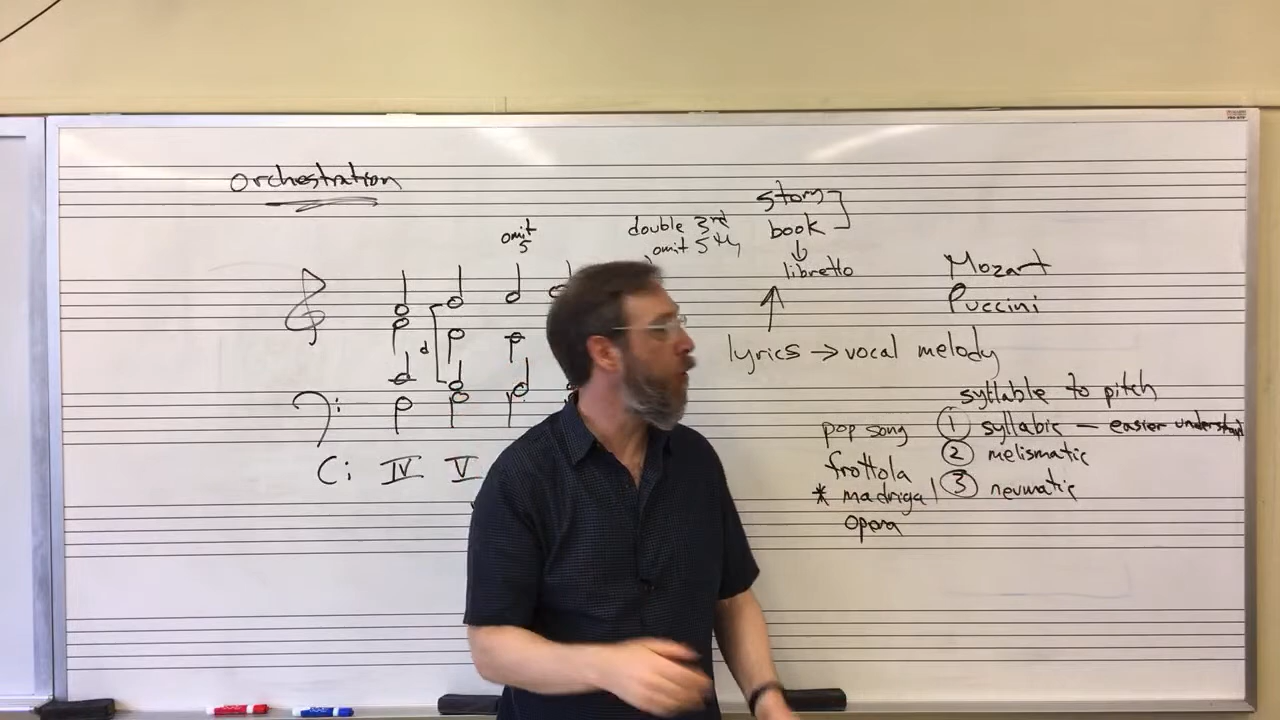 orchestration
omit
5
double 3rd
omit 5th
story
book
libretto
lyrics → vocal melody
Mozart
Puccini
syllable to pitch
① syllabic — easier understand
② melismatic
③ neumatic
pop song
frottola
* madrigal
opera
d
C: IV V